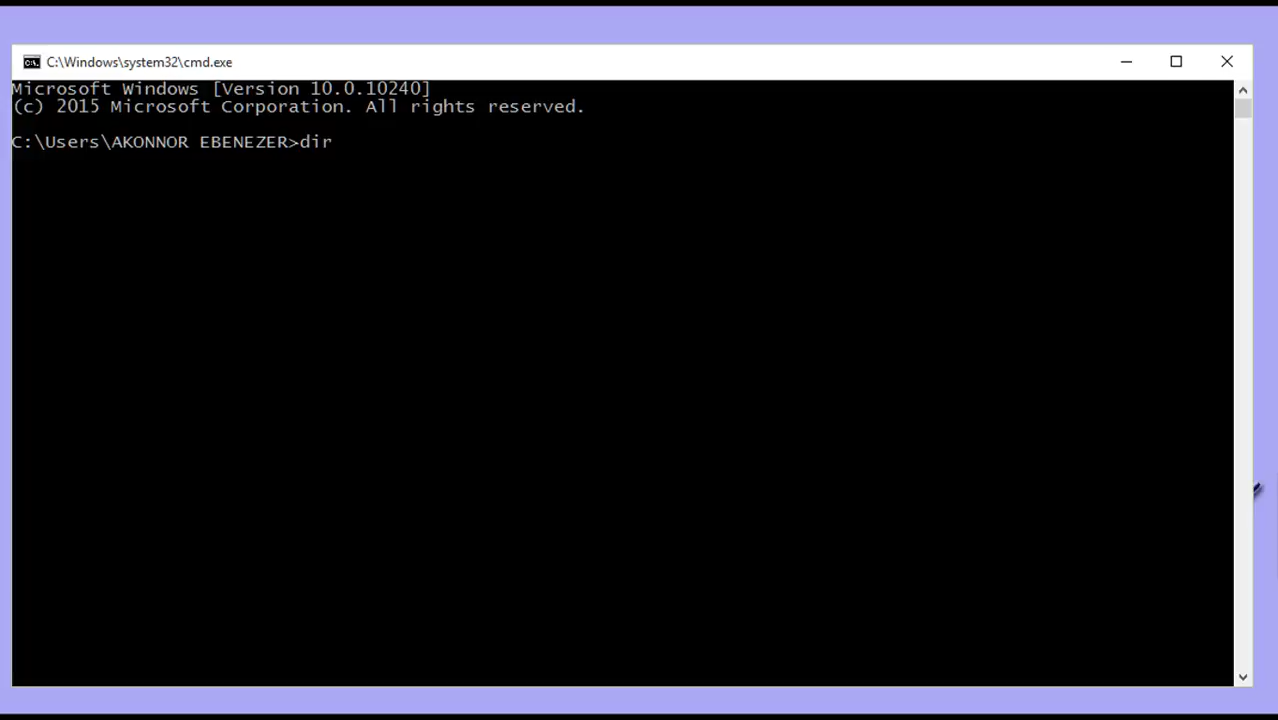 C:\Windows\system32\cmd.exe
Microsoft Windows [Version 10.0.10240]
(c) 2015 Microsoft Corporation. All rights reserved.
C:\Users\AKONNOR EBENEZER>dir